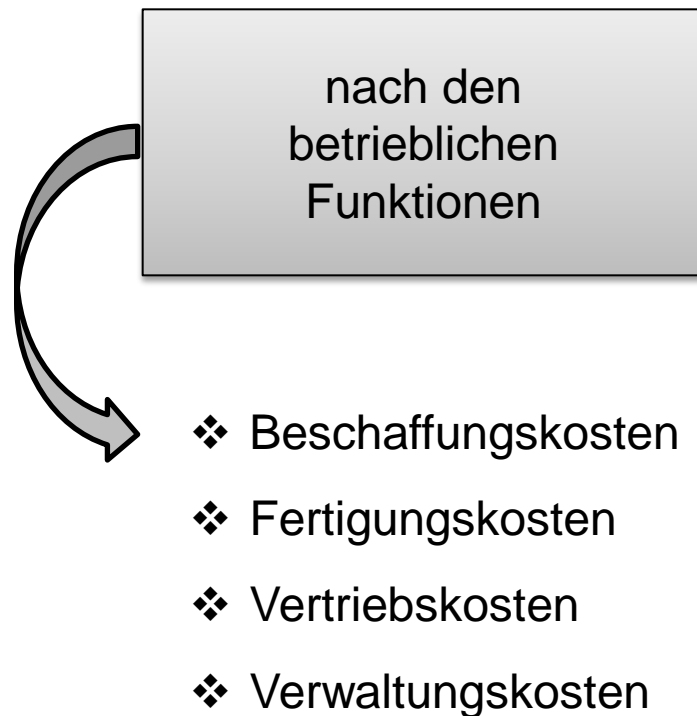 nach den
betrieblichen
Funktionen
❖ Beschaffungskosten
❖ Fertigungskosten
❖ Vertriebskosten
❖ Verwaltungskosten